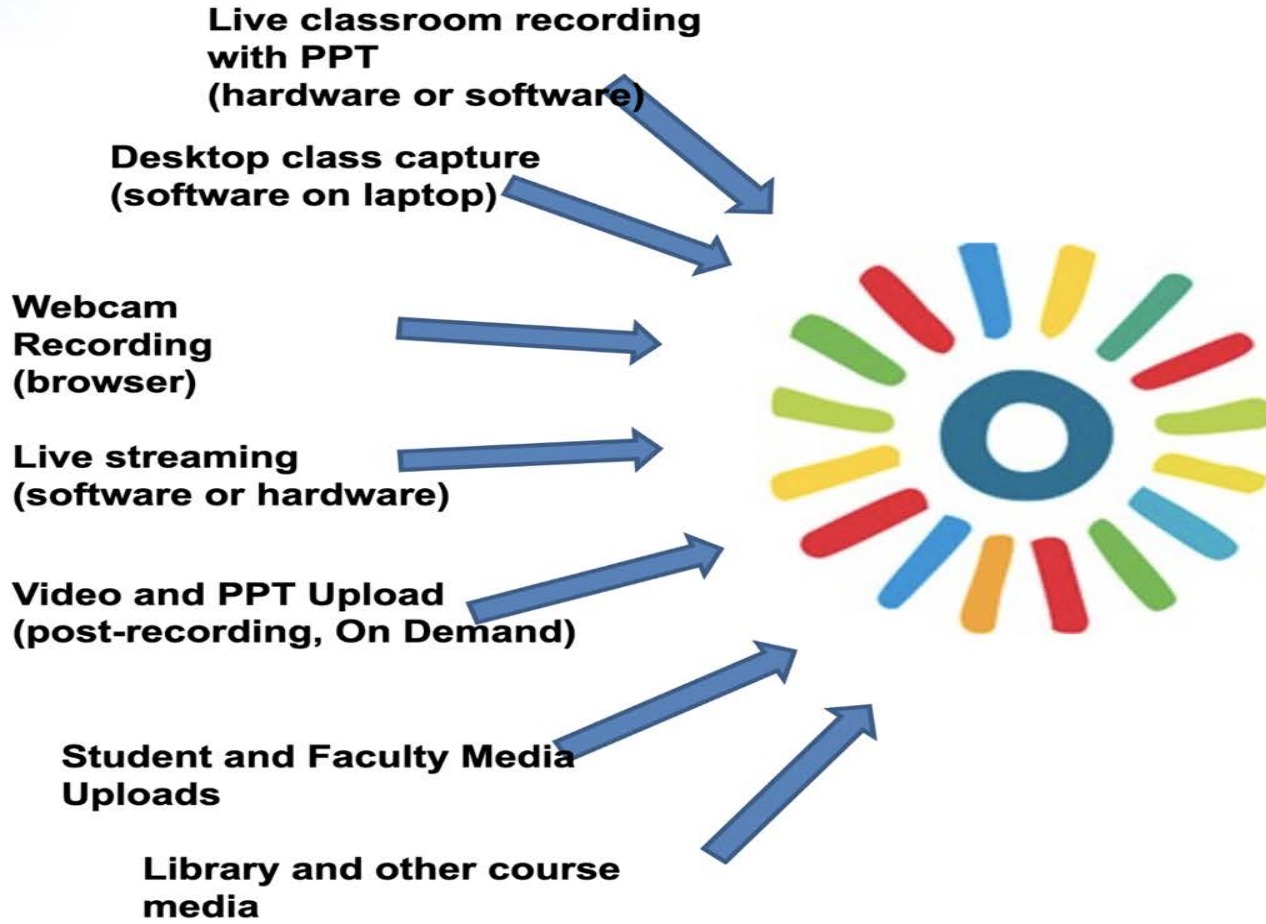 Live classroom recording
with PPT
(hardware or software)
Desktop class capture
(software on laptop)
Webcam
Recording
(browser)
Live streaming
(software or hardware)
Video and PPT Upload
(post-recording, On Demand)
Student and Faculty Media
Uploads
Library and other course
media